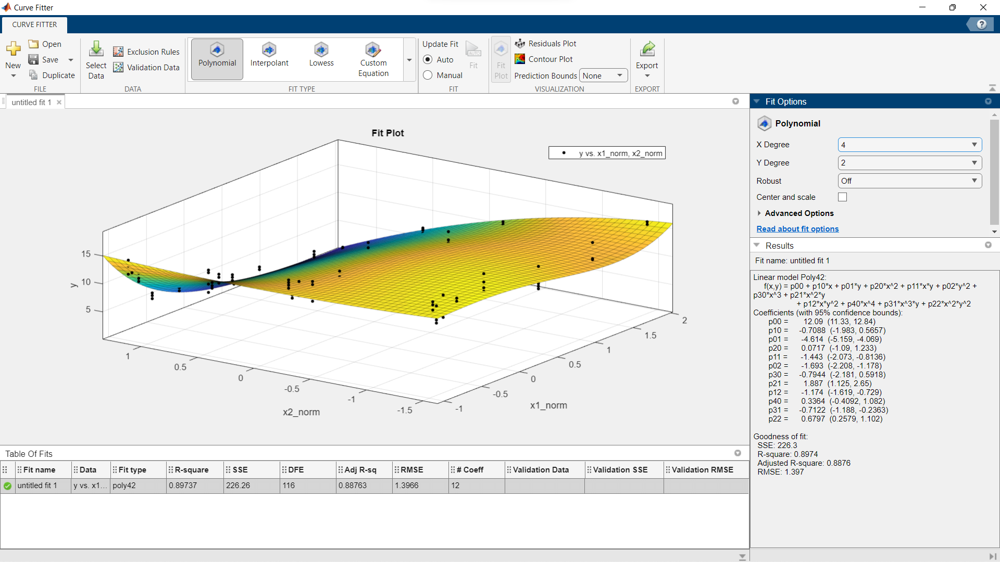 Curve Fitter
CURVE FITTER
New
Open
Save
Duplicate
FILE
Select Data
Exclusion Rules
Validation Data
DATA
Polynomial
Interpolant
Lowess
Custom Equation
FIT TYPE
Update Fit
Auto
Manual
AUTO
Fit
FIT
Fit Plot
Residuals Plot
Contour Plot
Prediction Bounds None
VISUALIZATION
Export
EXPORT
untitled fit 1
Fit Plot
y vs. x1_norm, x2_norm
15
10
5
y
1
0.5
0
-0.5
-1
-1.5
x2_norm
-1
-0.5
0
0.5
1
1.5
2
x1_norm
Fit Options
Polynomial
X Degree 4
Y Degree 2
Robust Off
Center and scale
Advanced Options
Read about fit options
Results
Fit name: untitled fit 1
Linear model Poly42:
f(x,y) = p00 + p10*x + p01*y + p20*x^2 + p11*x*y + p02*y^2 +
p30*x^3 + p21*x^2*y
+ p12*x*y^2 + p40*x^4 + p31*x^3*y + p22*x^2*y^2
Coefficients (with 95% confidence bounds):
p00 = 12.09 (11.33, 12.84)
p10 = -0.7088 (-1.983, 0.5657)
p01 = -4.614 (-5.159, -4.069)
p20 = 0.0717 (-1.09, 1.233)
p11 = -1.443 (-2.073, -0.8136)
p02 = -1.693 (-2.208, -1.178)
p30 = -0.7944 (-2.181, 0.5918)
p21 = 1.887 (1.125, 2.65)
p12 = -1.174 (-1.619, -0.729)
p40 = 0.3364 (-0.4092, 1.082)
p31 = -0.7122 (-1.188, -0.2363)
p22 = 0.6797 (0.2579, 1.102)
Goodness of fit:
SSE: 226.3
R-square: 0.8974
Adjusted R-square: 0.8876
RMSE: 1.397
Table Of Fits
Fit name Data Fit type R-square SSE DFE Adj R-sq RMSE # Coeff Validation Data Validation SSE Validation RMSE
untitled fit 1 y vs. x1... poly42 0.89737 226.26 116 0.88763 1.3966 12